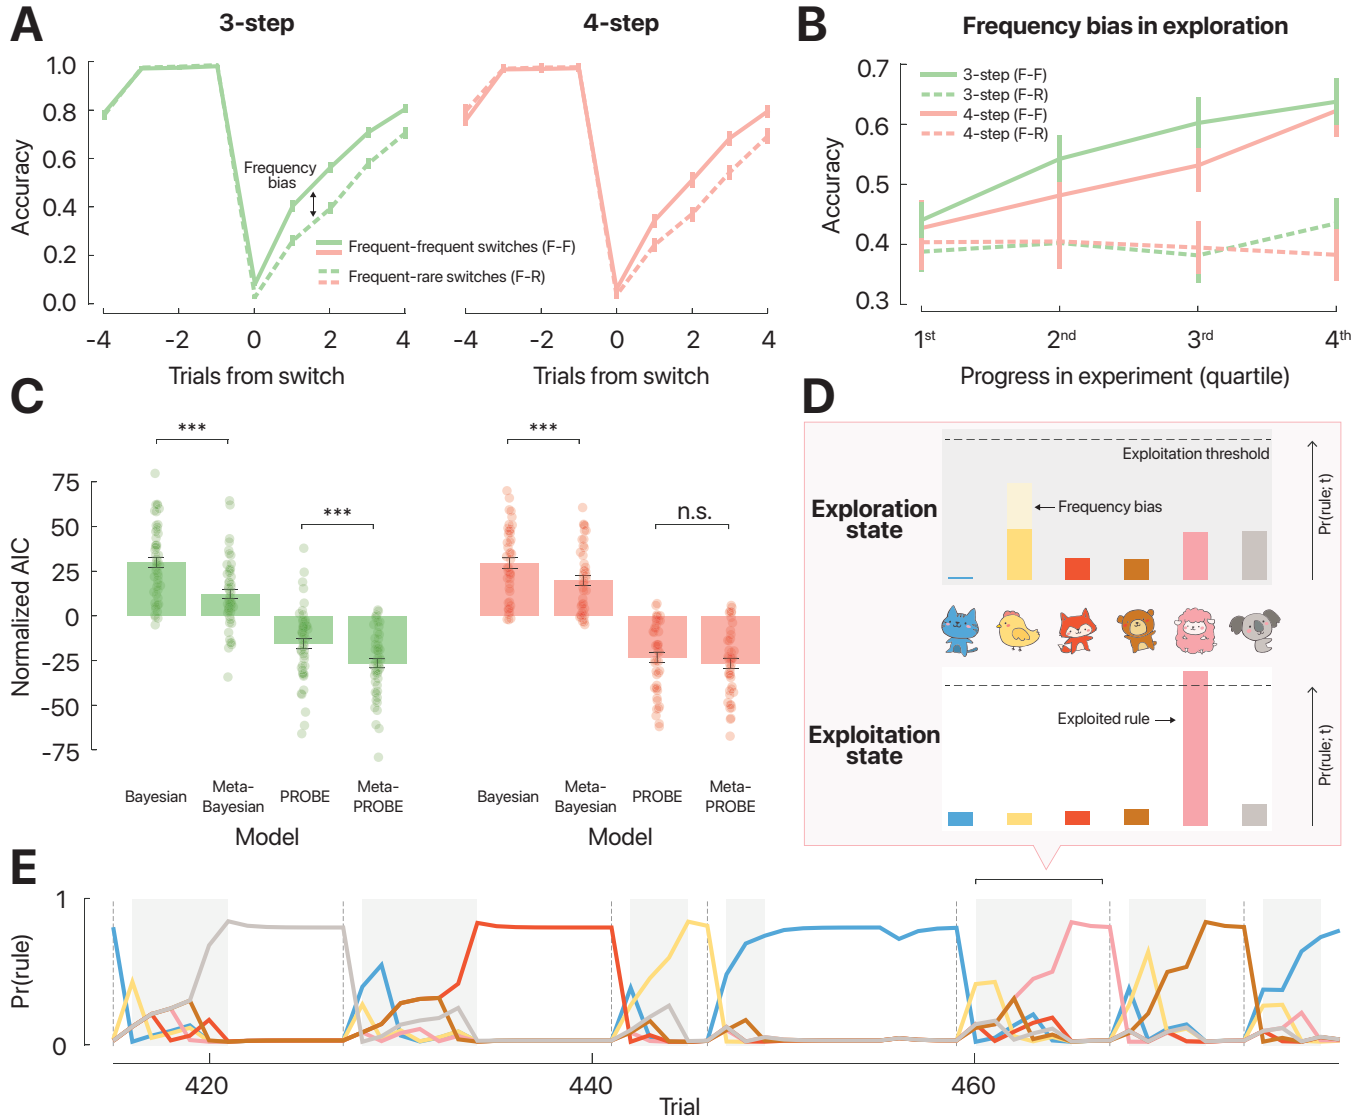 A
3-step
4-step
Accuracy
1.0
0.8
0.6
0.4
0.2
0.0
Frequency
bias
Frequent-frequent switches (F-F)
Frequent-rare switches (F-R)
-4
-2
0
2
4
-4
-2
0
2
4
Trials from switch
Trials from switch
B
Frequency bias in exploration
Accuracy
0.7
0.6
0.5
0.4
0.3
3-step (F-F)
3-step (F-R)
4-step (F-F)
4-step (F-R)
1st
2nd
3rd
4th
Progress in experiment (quartile)
C
Normalized AIC
75
50
25
0
-25
-50
-75
***
***
***
n.s.
Bayesian
Meta-
Bayesian
PROBE
Meta-
PROBE
Bayesian
Meta-
Bayesian
PROBE
Meta-
PROBE
Model
Model
D
Exploration
state
Exploitation threshold
Frequency bias
Pr(rule; t)
Exploitation
state
Exploited rule
Pr(rule; t)
E
Pr(rule)
1
0
420
440
460
Trial